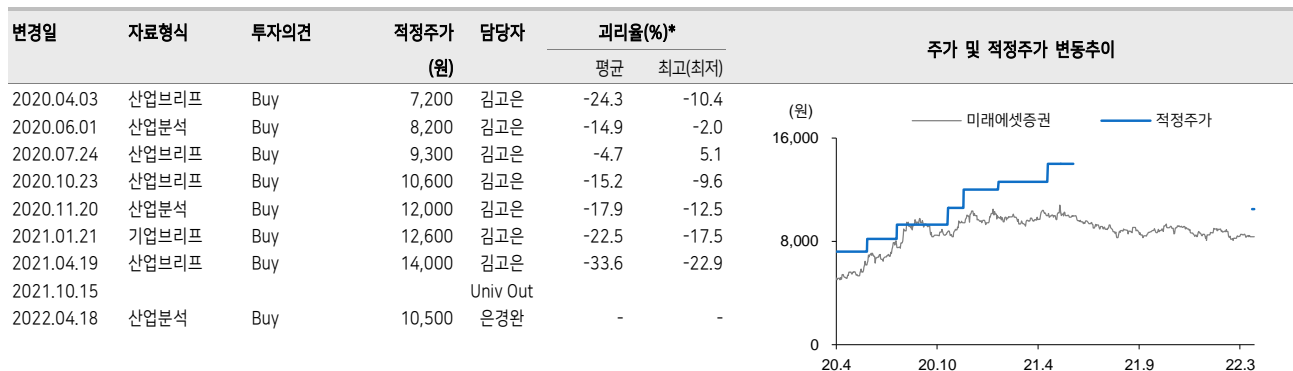 변경일 자료형식 투자의견 적정주가 담당자 괴리율(%)* 주가 및 적정주가 변동추이
(원) 평균 최고(최저)
2020.04.03 산업브리프 Buy 7,200 김고은 -24.3 -10.4
2020.06.01 산업분석 Buy 8,200 김고은 -14.9 -2.0
2020.07.24 산업브리프 Buy 9,300 김고은 -4.7 5.1
2020.10.23 산업브리프 Buy 10,600 김고은 -15.2 -9.6
2020.11.20 산업분석 Buy 12,000 김고은 -17.9 -12.5
2021.01.21 기업브리프 Buy 12,600 김고은 -22.5 -17.5
2021.04.19 산업브리프 Buy 14,000 김고은 -33.6 -22.9
2021.10.15 Univ Out
2022.04.18 산업분석 Buy 10,500 은경완 - -
(원) 미래에셋증권 적정주가
16,000
8,000
0
20.4 20.10 21.4 21.9 22.3